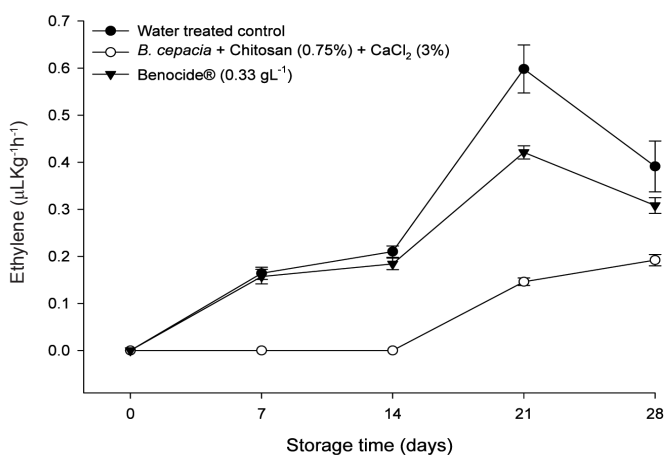 0.7
Water treated control
B. cepacia + Chitosan (0.75%) + CaCl₂ (3%)
Benocide® (0.33 gL⁻¹)
0.6
0.5
0.4
0.3
0.2
0.1
0.0
Ethylene (μLKg⁻¹h⁻¹)
0 7 14 21 28
Storage time (days)